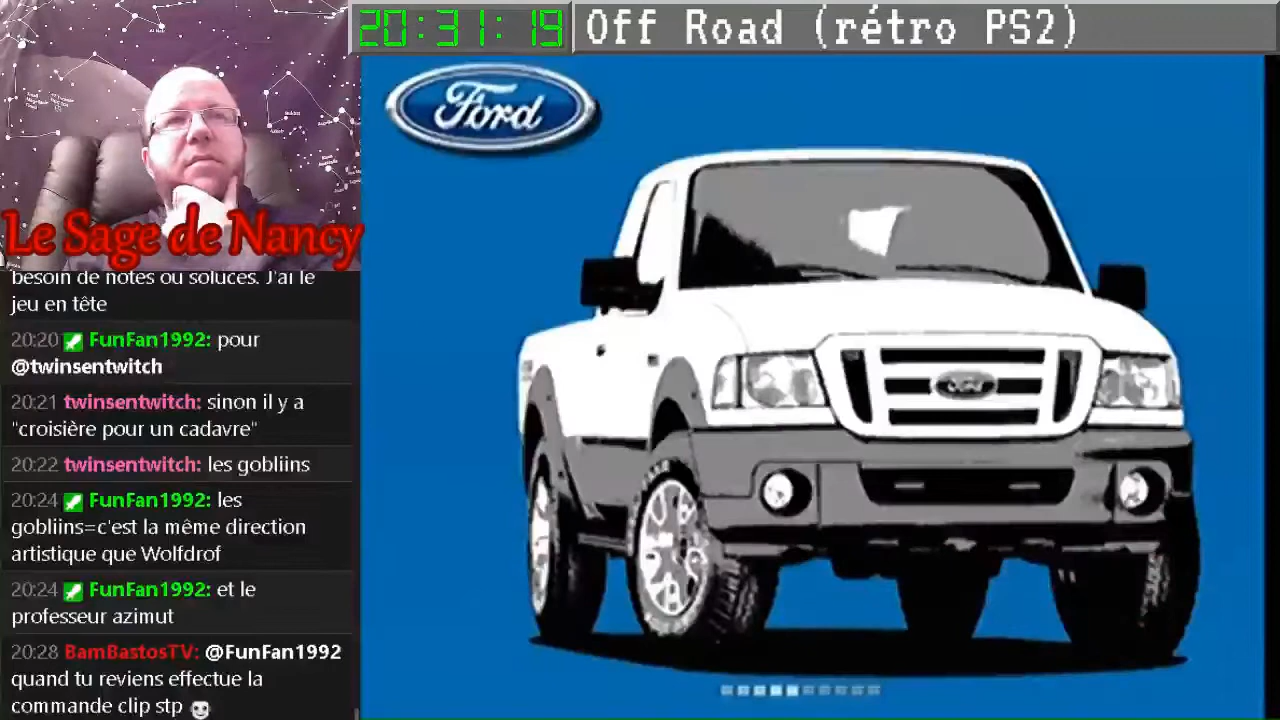 20:31:19 Off Road (rétro PS2)
Ford
Le Sage de Nancy
besoin de notes ou soluces. J'ai le
jeu en tête
20:20 FunFan1992: pour
@twinsentwitch
20:21 twinsentwitch: sinon il y a
"croisière pour un cadavre"
20:22 twinsentwitch: les gobliins
20:24 FunFan1992: les
gobliins=c'est la même direction
artistique que Wolfdrof
20:24 FunFan1992: et le
professeur azimut
20:28 BamBastosTV: @FunFan1992
quand tu reviens effectue la
commande clip stp
Ford